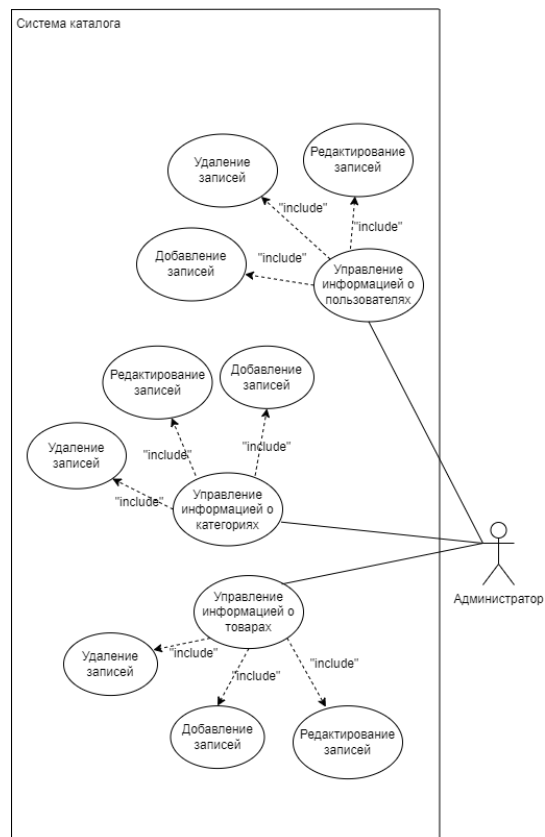 Система каталога
Удаление
записей
Редактирование
записей
"include"
"include"
Добавление
записей
"include"
Управление
информацией о
пользователях
Редактирование
записей
Добавление
записей
Удаление
записей
"include"
"include"
"include"
Управление
информацией о
категориях
Администратор
Управление
информацией о
товарах
Удаление
записей
"include"
"include"
"include"
Добавление
записей
Редактирование
записей